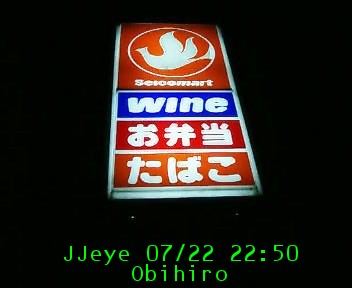 Seicomart
wine
お弁当
たばこ
JJeye 07/22 22:50
Obihiro